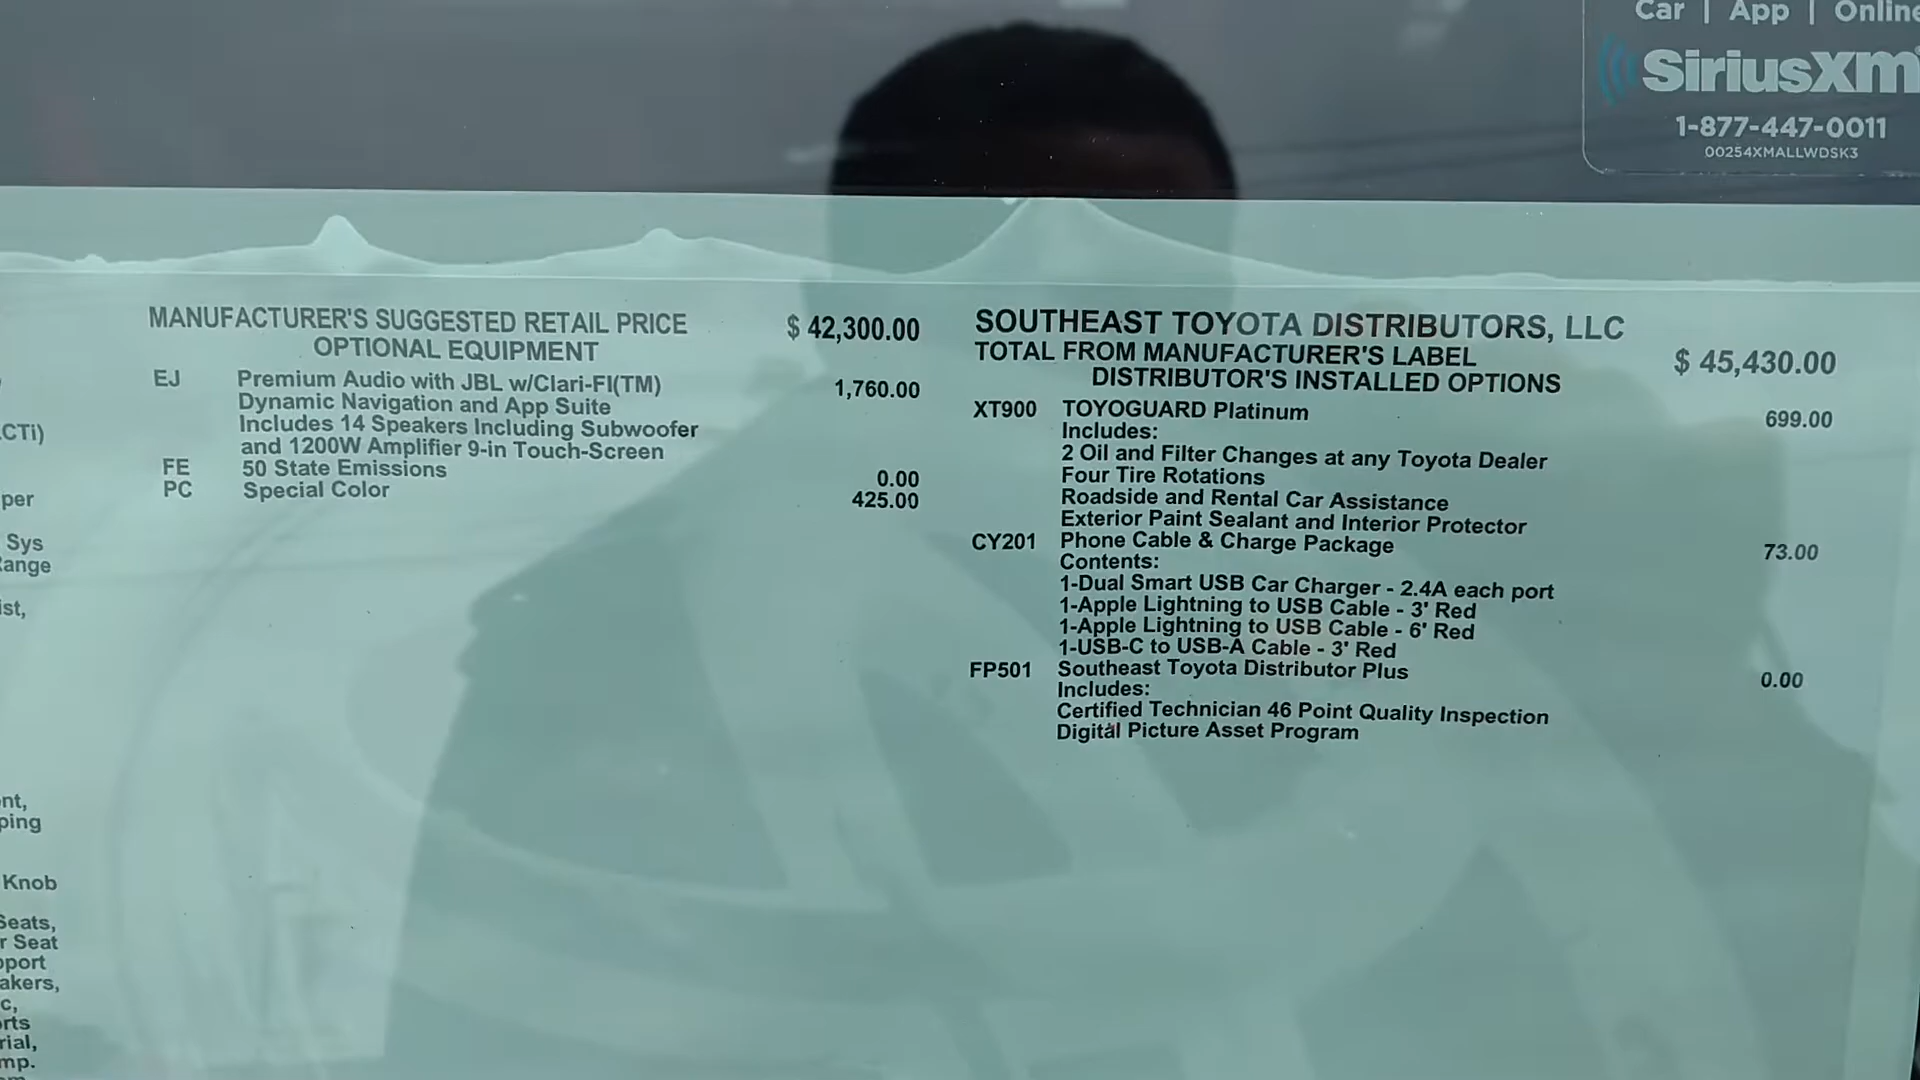 Car | App | Online
SiriusXM
1-877-447-0011
00254XMALLWDSK3
CTi)
per
Sys
Range
ist,
nt,
ping
Knob
Seats,
r Seat
pport
akers,
c,
orts
rial,
mp.
MANUFACTURER'S SUGGESTED RETAIL PRICE $ 42,300.00
OPTIONAL EQUIPMENT
EJ Premium Audio with JBL w/Clari-FI(TM) 1,760.00
Dynamic Navigation and App Suite
Includes 14 Speakers Including Subwoofer
and 1200W Amplifier 9-in Touch-Screen
FE 50 State Emissions 0.00
PC Special Color 425.00
SOUTHEAST TOYOTA DISTRIBUTORS, LLC
TOTAL FROM MANUFACTURER'S LABEL $ 45,430.00
DISTRIBUTOR'S INSTALLED OPTIONS
XT900 TOYOGUARD Platinum 699.00
Includes:
2 Oil and Filter Changes at any Toyota Dealer
Four Tire Rotations
Roadside and Rental Car Assistance
Exterior Paint Sealant and Interior Protector
CY201 Phone Cable & Charge Package 73.00
Contents:
1-Dual Smart USB Car Charger - 2.4A each port
1-Apple Lightning to USB Cable - 3' Red
1-Apple Lightning to USB Cable - 6' Red
1-USB-C to USB-A Cable - 3' Red
FP501 Southeast Toyota Distributor Plus 0.00
Includes:
Certified Technician 46 Point Quality Inspection
Digital Picture Asset Program